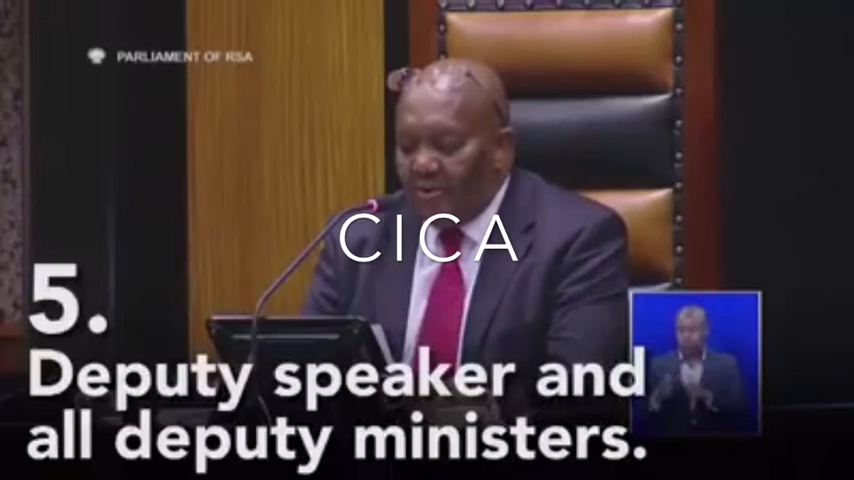 PARLIAMENT OF RSA
CICA
5.
Deputy speaker and
all deputy ministers.